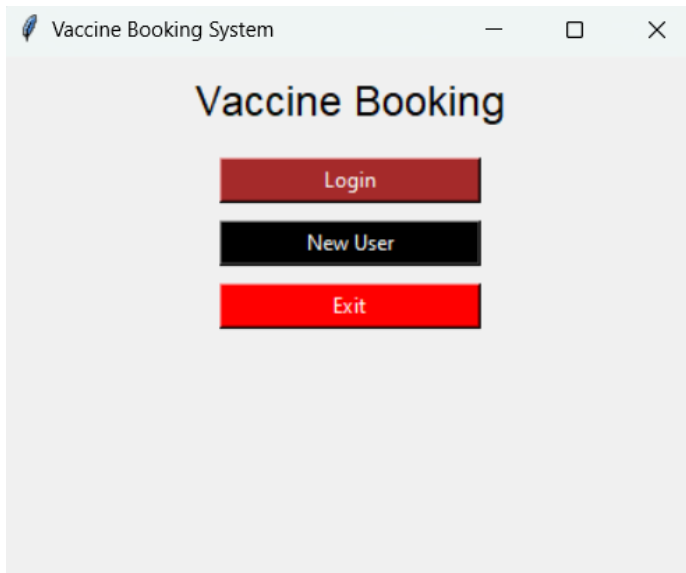 Vaccine Booking System
Vaccine Booking
Login
New User
Exit